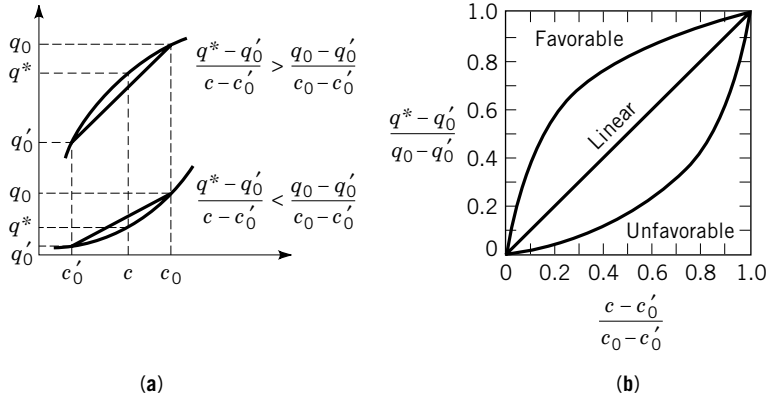 q₀
q*
q₀′
q₀
q*
q₀′
c₀′ c c₀
(q* − q₀′)/(c − c₀′) > (q₀ − q₀′)/(c₀ − c₀′)
(q* − q₀′)/(c − c₀′) < (q₀ − q₀′)/(c₀ − c₀′)
(a)
(q* − q₀′)/(q₀ − q₀′)
1.0
0.8
0.6
0.4
0.2
0
Favorable
Linear
Unfavorable
0 0.2 0.4 0.6 0.8 1.0
(c − c₀′)/(c₀ − c₀′)
(b)